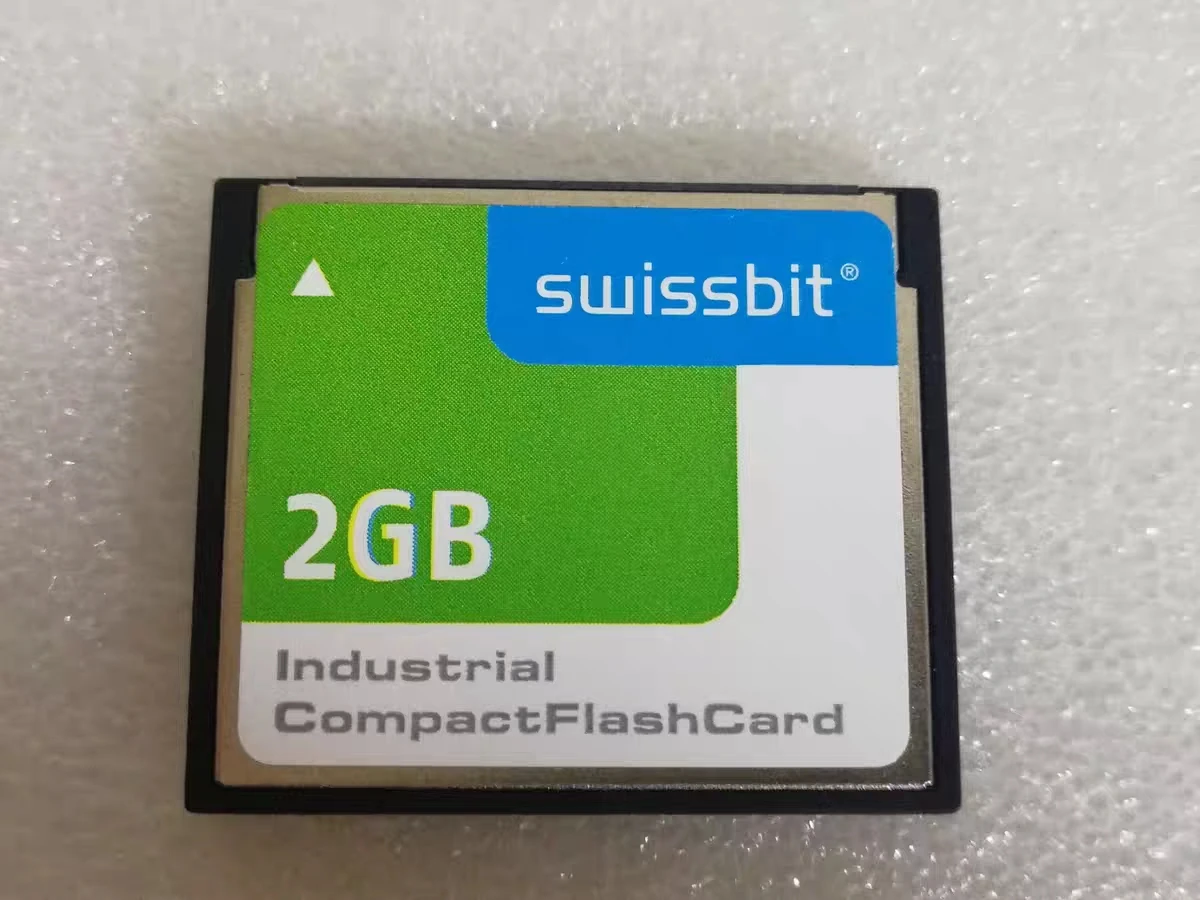 swissbit®
2GB
Industrial
CompactFlashCard